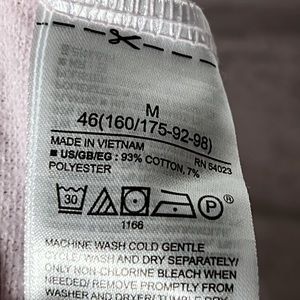 M
46(160/175-92-98)
MADE IN VIETNAM RN 54023
■ US/GB/EG : 93% COTTON, 7%
POLYESTER
30 P
1166
MACHINE WASH COLD GENTLE
CYCLE/ WASH AND DRY SEPARATELY/
ONLY NON-CHLORINE BLEACH WHEN
NEEDED/ REMOVE PROMPTLY FROM
WASHER AND DRYER/ TUMBLE DRY